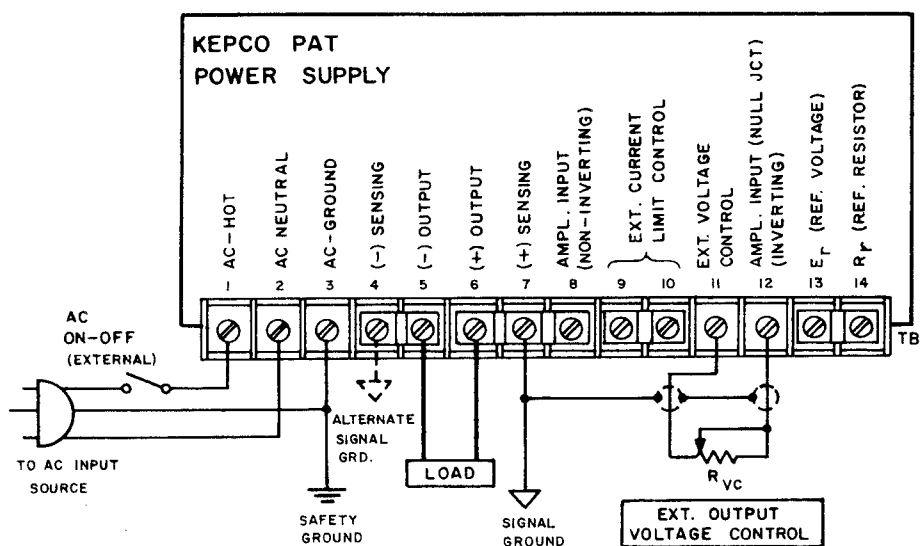 KEPCO PAT
POWER SUPPLY
AC-HOT
AC NEUTRAL
AC-GROUND
(-) SENSING
(-) OUTPUT
(+) OUTPUT
(+) SENSING
AMPL. INPUT
(NON-INVERTING)
EXT. CURRENT
LIMIT CONTROL
EXT. VOLTAGE
CONTROL
AMPL. INPUT (NULL JCT)
(INVERTING)
Er (REF. VOLTAGE)
Rr (REF. RESISTOR)
1 2 3 4 5 6 7 8 9 10 11 12 13 14
TB
AC
ON-OFF
(EXTERNAL)
TO AC INPUT
SOURCE
ALTERNATE
SIGNAL
GRD.
LOAD
SAFETY
GROUND
SIGNAL
GROUND
RVC
EXT. OUTPUT
VOLTAGE CONTROL